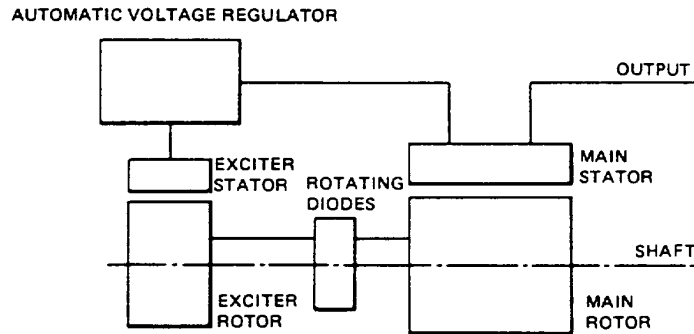 AUTOMATIC VOLTAGE REGULATOR
OUTPUT
EXCITER
STATOR
ROTATING
DIODES
MAIN
STATOR
SHAFT
EXCITER
ROTOR
MAIN
ROTOR